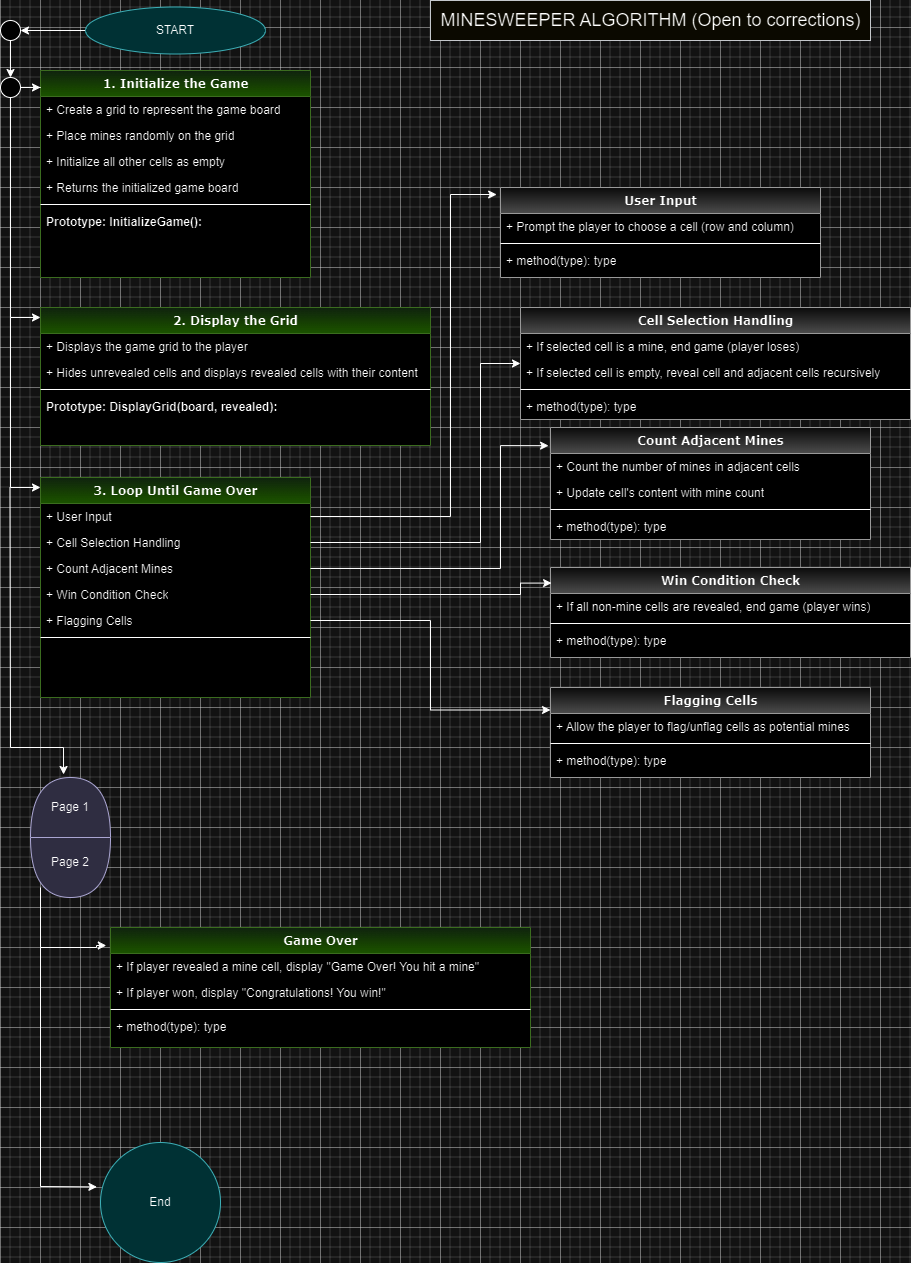 START
MINESWEEPER ALGORITHM (Open to corrections)
1. Initialize the Game
+ Create a grid to represent the game board
+ Place mines randomly on the grid
+ Initialize all other cells as empty
+ Returns the initialized game board
Prototype: InitializeGame():
User Input
+ Prompt the player to choose a cell (row and column)
+ method(type): type
2. Display the Grid
+ Displays the game grid to the player
+ Hides unrevealed cells and displays revealed cells with their content
Prototype: DisplayGrid(board, revealed):
Cell Selection Handling
+ If selected cell is a mine, end game (player loses)
+ If selected cell is empty, reveal cell and adjacent cells recursively
+ method(type): type
Count Adjacent Mines
+ Count the number of mines in adjacent cells
+ Update cell's content with mine count
+ method(type): type
3. Loop Until Game Over
+ User Input
+ Cell Selection Handling
+ Count Adjacent Mines
+ Win Condition Check
+ Flagging Cells
Win Condition Check
+ If all non-mine cells are revealed, end game (player wins)
+ method(type): type
Flagging Cells
+ Allow the player to flag/unflag cells as potential mines
+ method(type): type
Page 1
Page 2
Game Over
+ If player revealed a mine cell, display "Game Over! You hit a mine"
+ If player won, display "Congratulations! You win!"
+ method(type): type
End